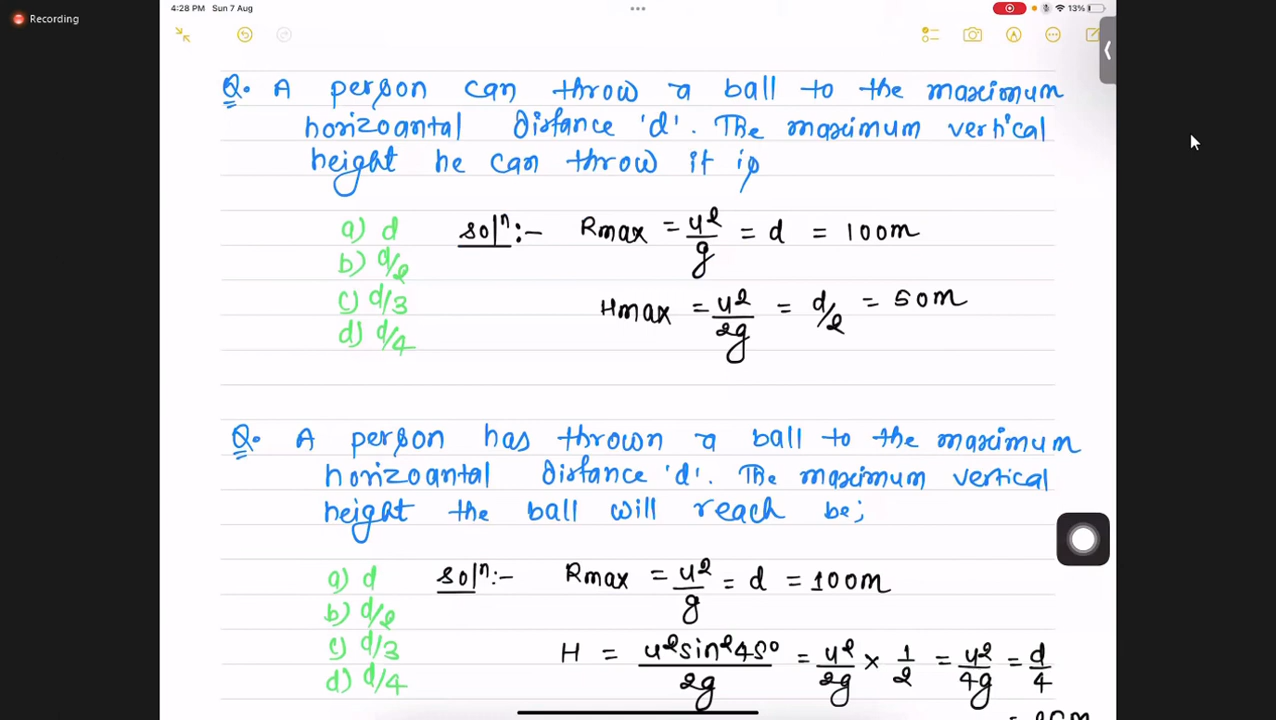 Recording
4:28 PM Sun 7 Aug
13%
Q. A person can throw a ball to the maximum
horizoantal distance 'd'. The maximum vertical
height he can throw it is
a) d
b) d/2
c) d/3
d) d/4
solⁿ:- Rmax = u²/g = d = 100m
Hmax = u²/2g = d/2 = 50m
Q. A person has thrown a ball to the maximum
horizoantal distance 'd'. The maximum vertical
height the ball will reach be;
a) d
b) d/2
c) d/3
d) d/4
solⁿ:- Rmax = u²/g = d = 100m
H = u²sin²45°/2g = u²/2g × 1/2 = u²/4g = d/4